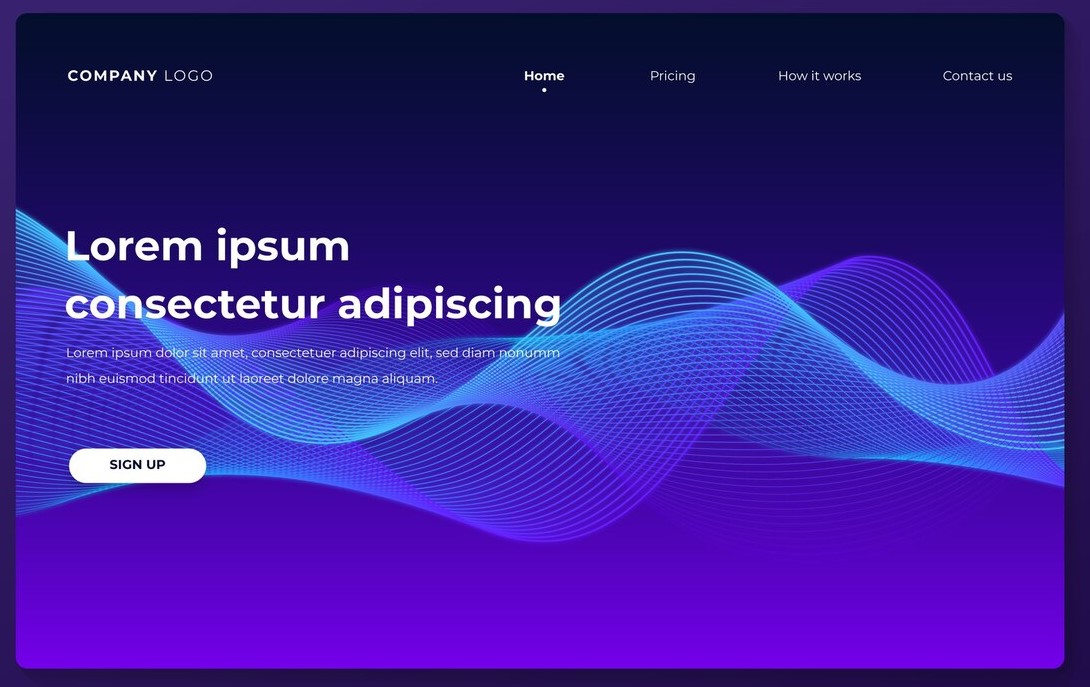 COMPANY LOGO
Home
Pricing
How it works
Contact us
Lorem ipsum
consectetur adipiscing
Lorem ipsum dolor sit amet, consectetuer adipiscing elit, sed diam nonumm
nibh euismod tincidunt ut laoreet dolore magna aliquam.
SIGN UP